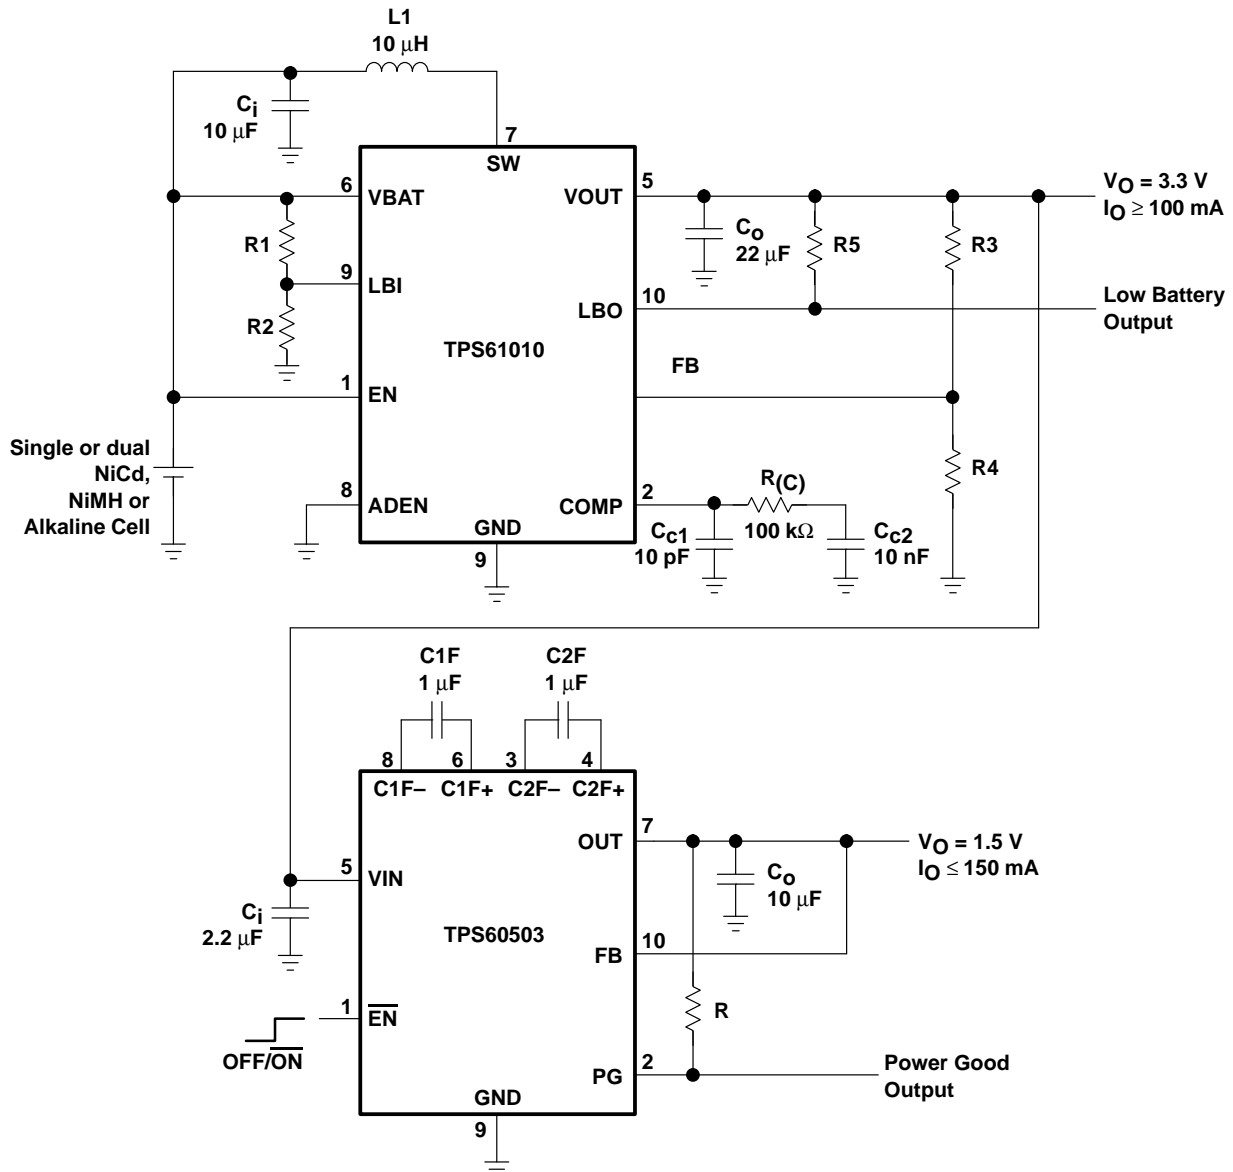 L1
10 μH
Ci
10 μF
7
SW
6
VBAT
VOUT
5
VO = 3.3 V
IO ≥ 100 mA
R1
Co
22 μF
R5
R3
9
LBI
10
LBO
Low Battery
Output
R2
TPS61010
FB
1
EN
Single or dual
NiCd,
NiMH or
Alkaline Cell
R4
8
ADEN
COMP
2
R(C)
100 kΩ
Cc1
10 pF
Cc2
10 nF
GND
9
C1F
1 μF
C2F
1 μF
8
6
3
4
C1F–
C1F+
C2F–
C2F+
OUT
7
VO = 1.5 V
IO ≤ 150 mA
5
VIN
Co
10 μF
Ci
2.2 μF
TPS60503
10
FB
1
EN
OFF/ON
R
PG
2
Power Good
Output
GND
9